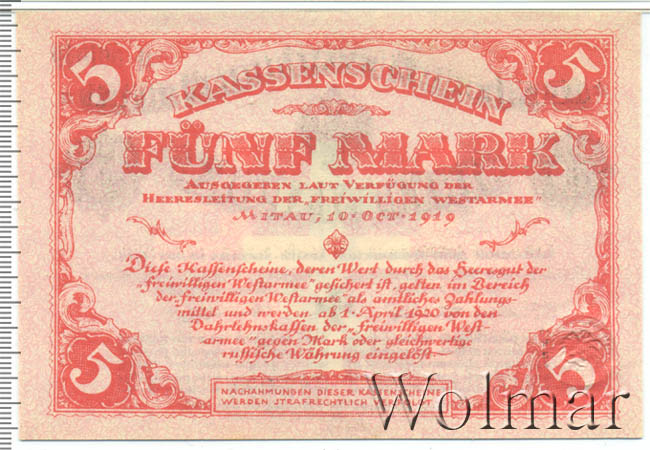 5 5
KASSENSCHEIN
FÜNF MARK
AUSGEGEBEN LAUT VERFÜGUNG DER
HEERESLEITUNG DER „FREIWILLIGEN WESTARMEE"
MITAU, 10·OCT·1919
Diese Kassenscheine, deren Wert durch das Heeresgut der
„freiwilligen Westarmee" gesichert ist, gelten im Bereich
der „freiwilligen Westarmee" als amtliches Zahlungs-
mittel und werden ab 1·April 1920 von den
Dahrlehnskassen der „freiwilligen West-
armee" gegen Mark oder gleichwertige
russische Währung eingelöst
5 5
NACHAHMUNGEN DIESER KASSENSCHEINE
WERDEN STRAFRECHTLICH VERFOLGT
Wolmar